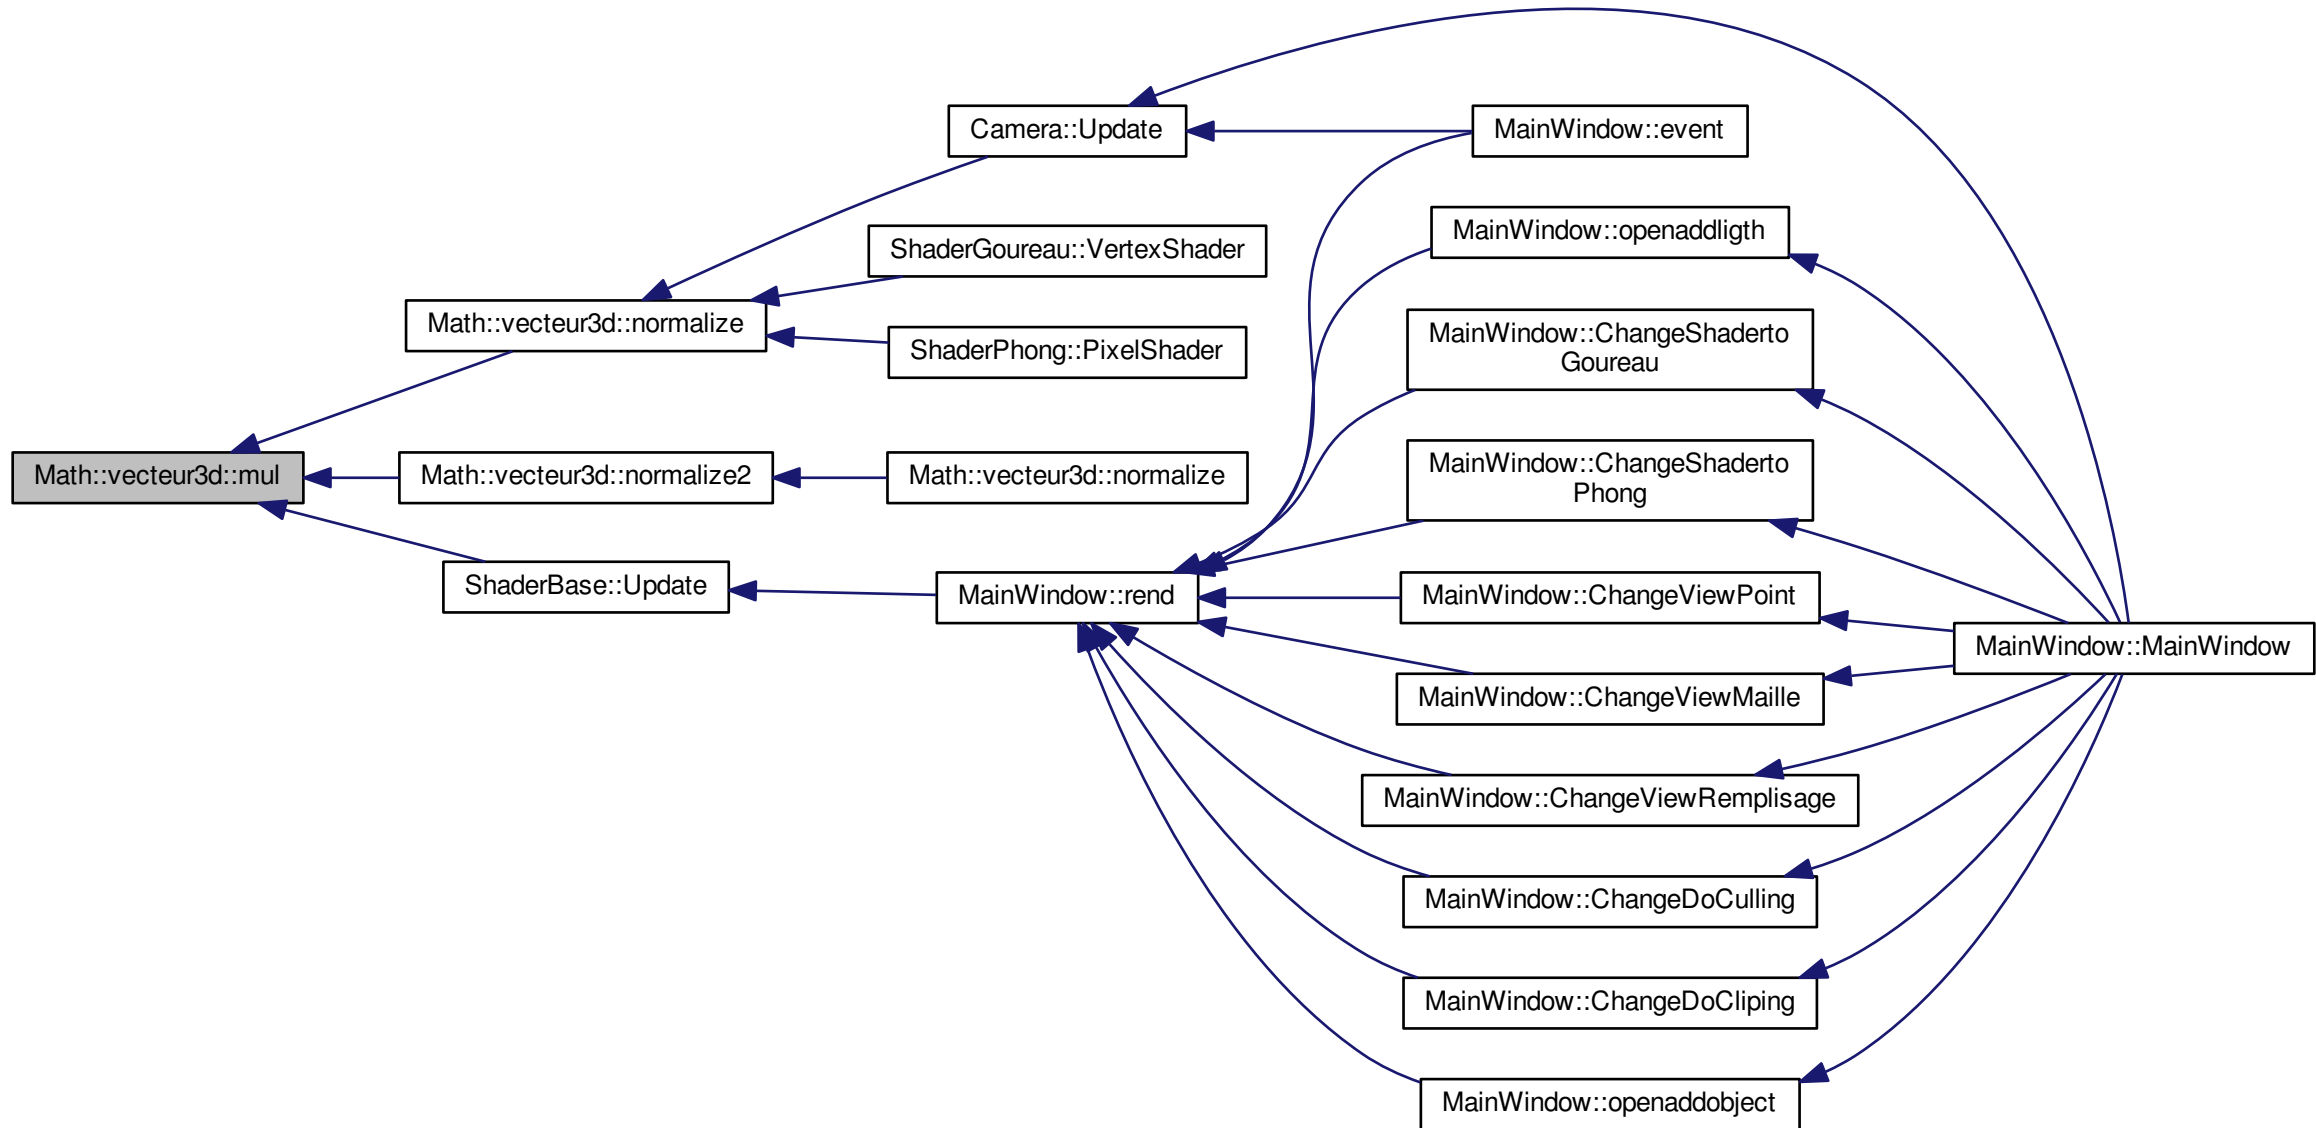 Camera::Update
MainWindow::event
MainWindow::openaddligth
ShaderGoureau::VertexShader
Math::vecteur3d::normalize
ShaderPhong::PixelShader
MainWindow::ChangeShaderto
Goureau
Math::vecteur3d::mul
Math::vecteur3d::normalize2
Math::vecteur3d::normalize
MainWindow::ChangeShaderto
Phong
ShaderBase::Update
MainWindow::rend
MainWindow::ChangeViewPoint
MainWindow::MainWindow
MainWindow::ChangeViewMaille
MainWindow::ChangeViewRemplisage
MainWindow::ChangeDoCulling
MainWindow::ChangeDoCliping
MainWindow::openaddobject